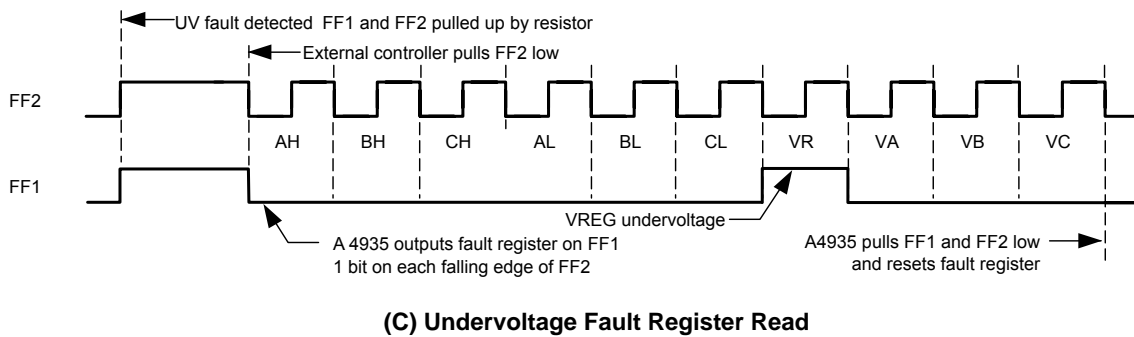 UV fault detected FF1 and FF2 pulled up by resistor
External controller pulls FF2 low
FF2
AH BH CH AL BL CL VR VA VB VC
FF1
VREG undervoltage
A 4935 outputs fault register on FF1
1 bit on each falling edge of FF2
A4935 pulls FF1 and FF2 low
and resets fault register
(C) Undervoltage Fault Register Read